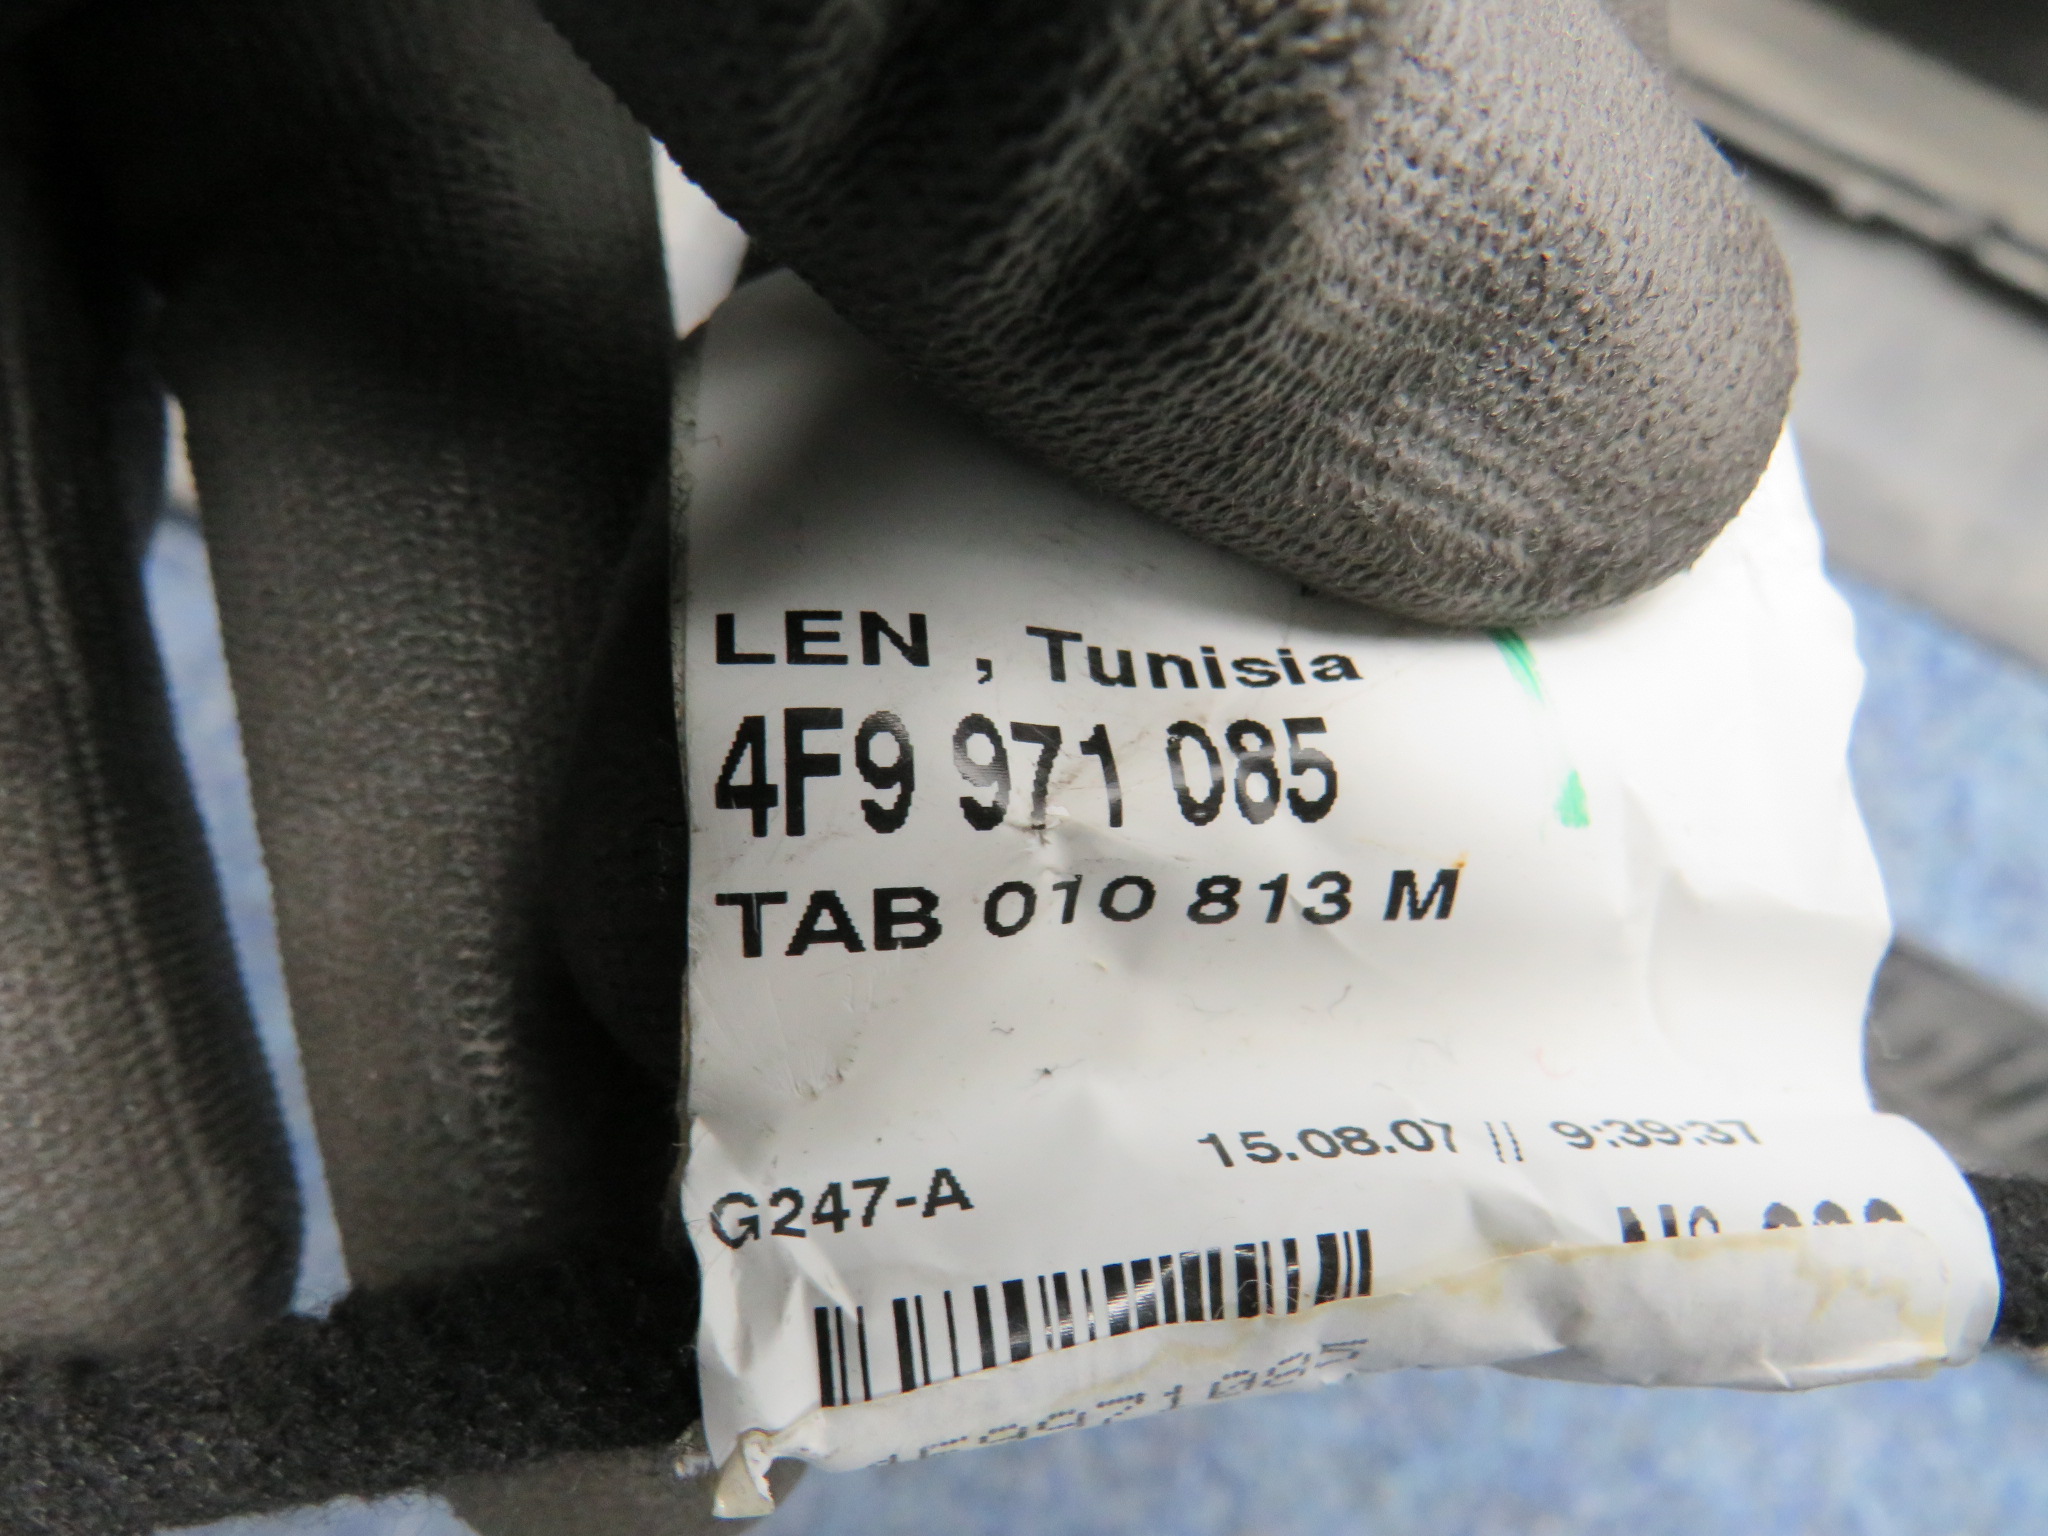 LEN , Tunisia
4F9 971 085
TAB 010 813 M
15.08.07 // 9:39:37
G247-A